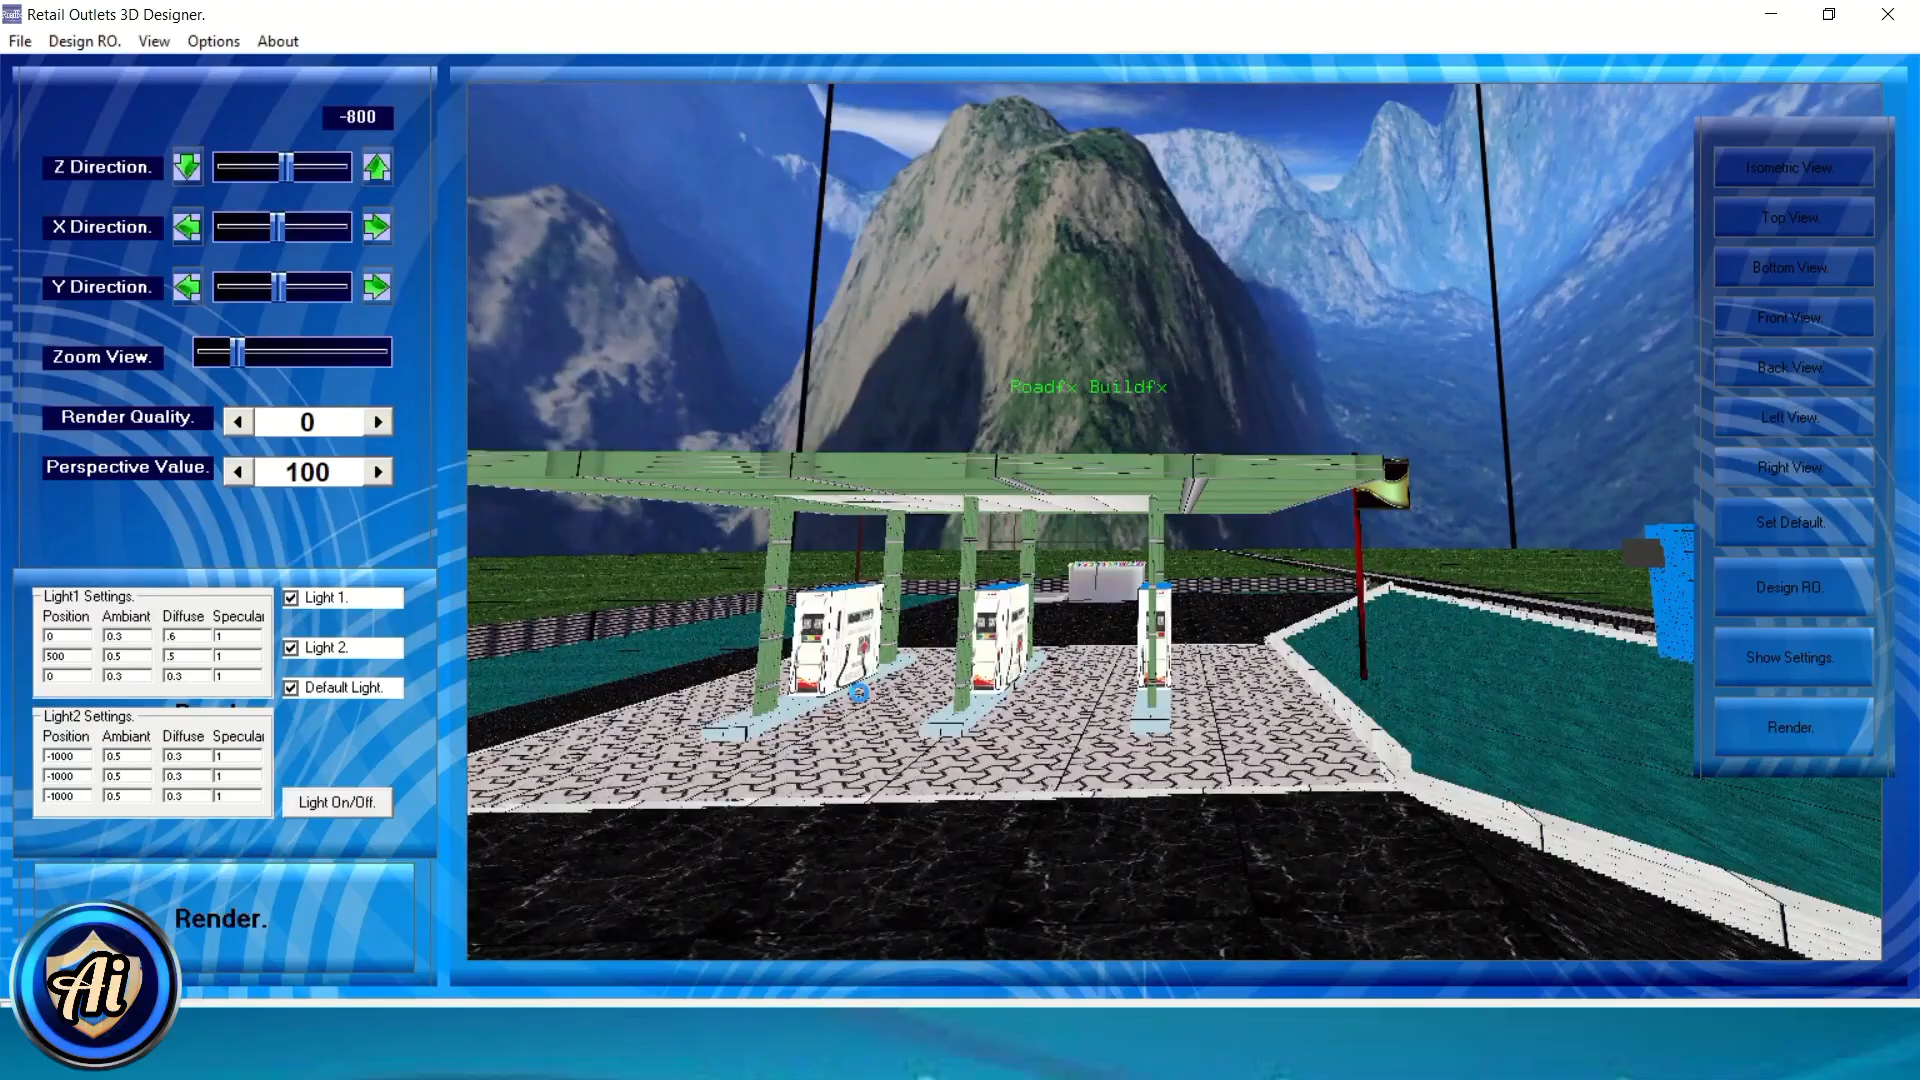 Retail Outlets 3D Designer.
File Design RO. View Options About
-800
Z Direction.
X Direction.
Y Direction.
Zoom View.
Render Quality. 0
Perspective Value. 100
Light1 Settings.
Position Ambiant Diffuse Specular
0 0.3 .6 1
500 0.5 .5 1
0 0.3 0.3 1
Light 1.
Light 2.
Default Light.
Light2 Settings.
Position Ambiant Diffuse Specular
-1000 0.5 0.3 1
-1000 0.5 0.3 1
-1000 0.5 0.3 1
Light On/Off.
Render.
Ai
Roadfx Buildfx
Isometric View.
Top View.
Bottom View.
Front View.
Back View.
Left View.
Right View.
Set Default.
Design RO.
Show Settings.
Render.